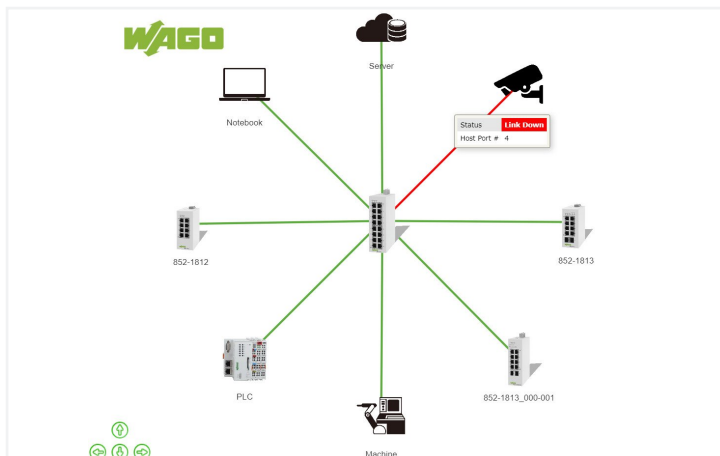 WAGO
Server
Notebook
Status Link Down
Host Port # 4
852-1812
852-1813
PLC
852-1813_000-001
Machine